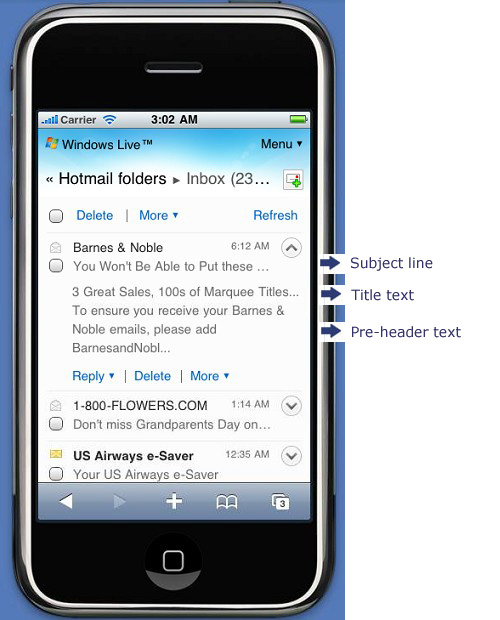 Carrier 3:02 AM
Windows Live™ Menu ▾
« Hotmail folders ▸ Inbox (23…
Delete | More ▾ Refresh
Barnes & Noble 6:12 AM
You Won't Be Able to Put these …
Subject line
3 Great Sales, 100s of Marquee Titles...
Title text
To ensure you receive your Barnes &
Noble emails, please add
Pre-header text
BarnesandNobl...
Reply ▾ | Delete | More ▾
1-800-FLOWERS.COM 1:14 AM
Don't miss Grandparents Day on…
US Airways e-Saver 12:35 AM
Your US Airways e-Saver
3